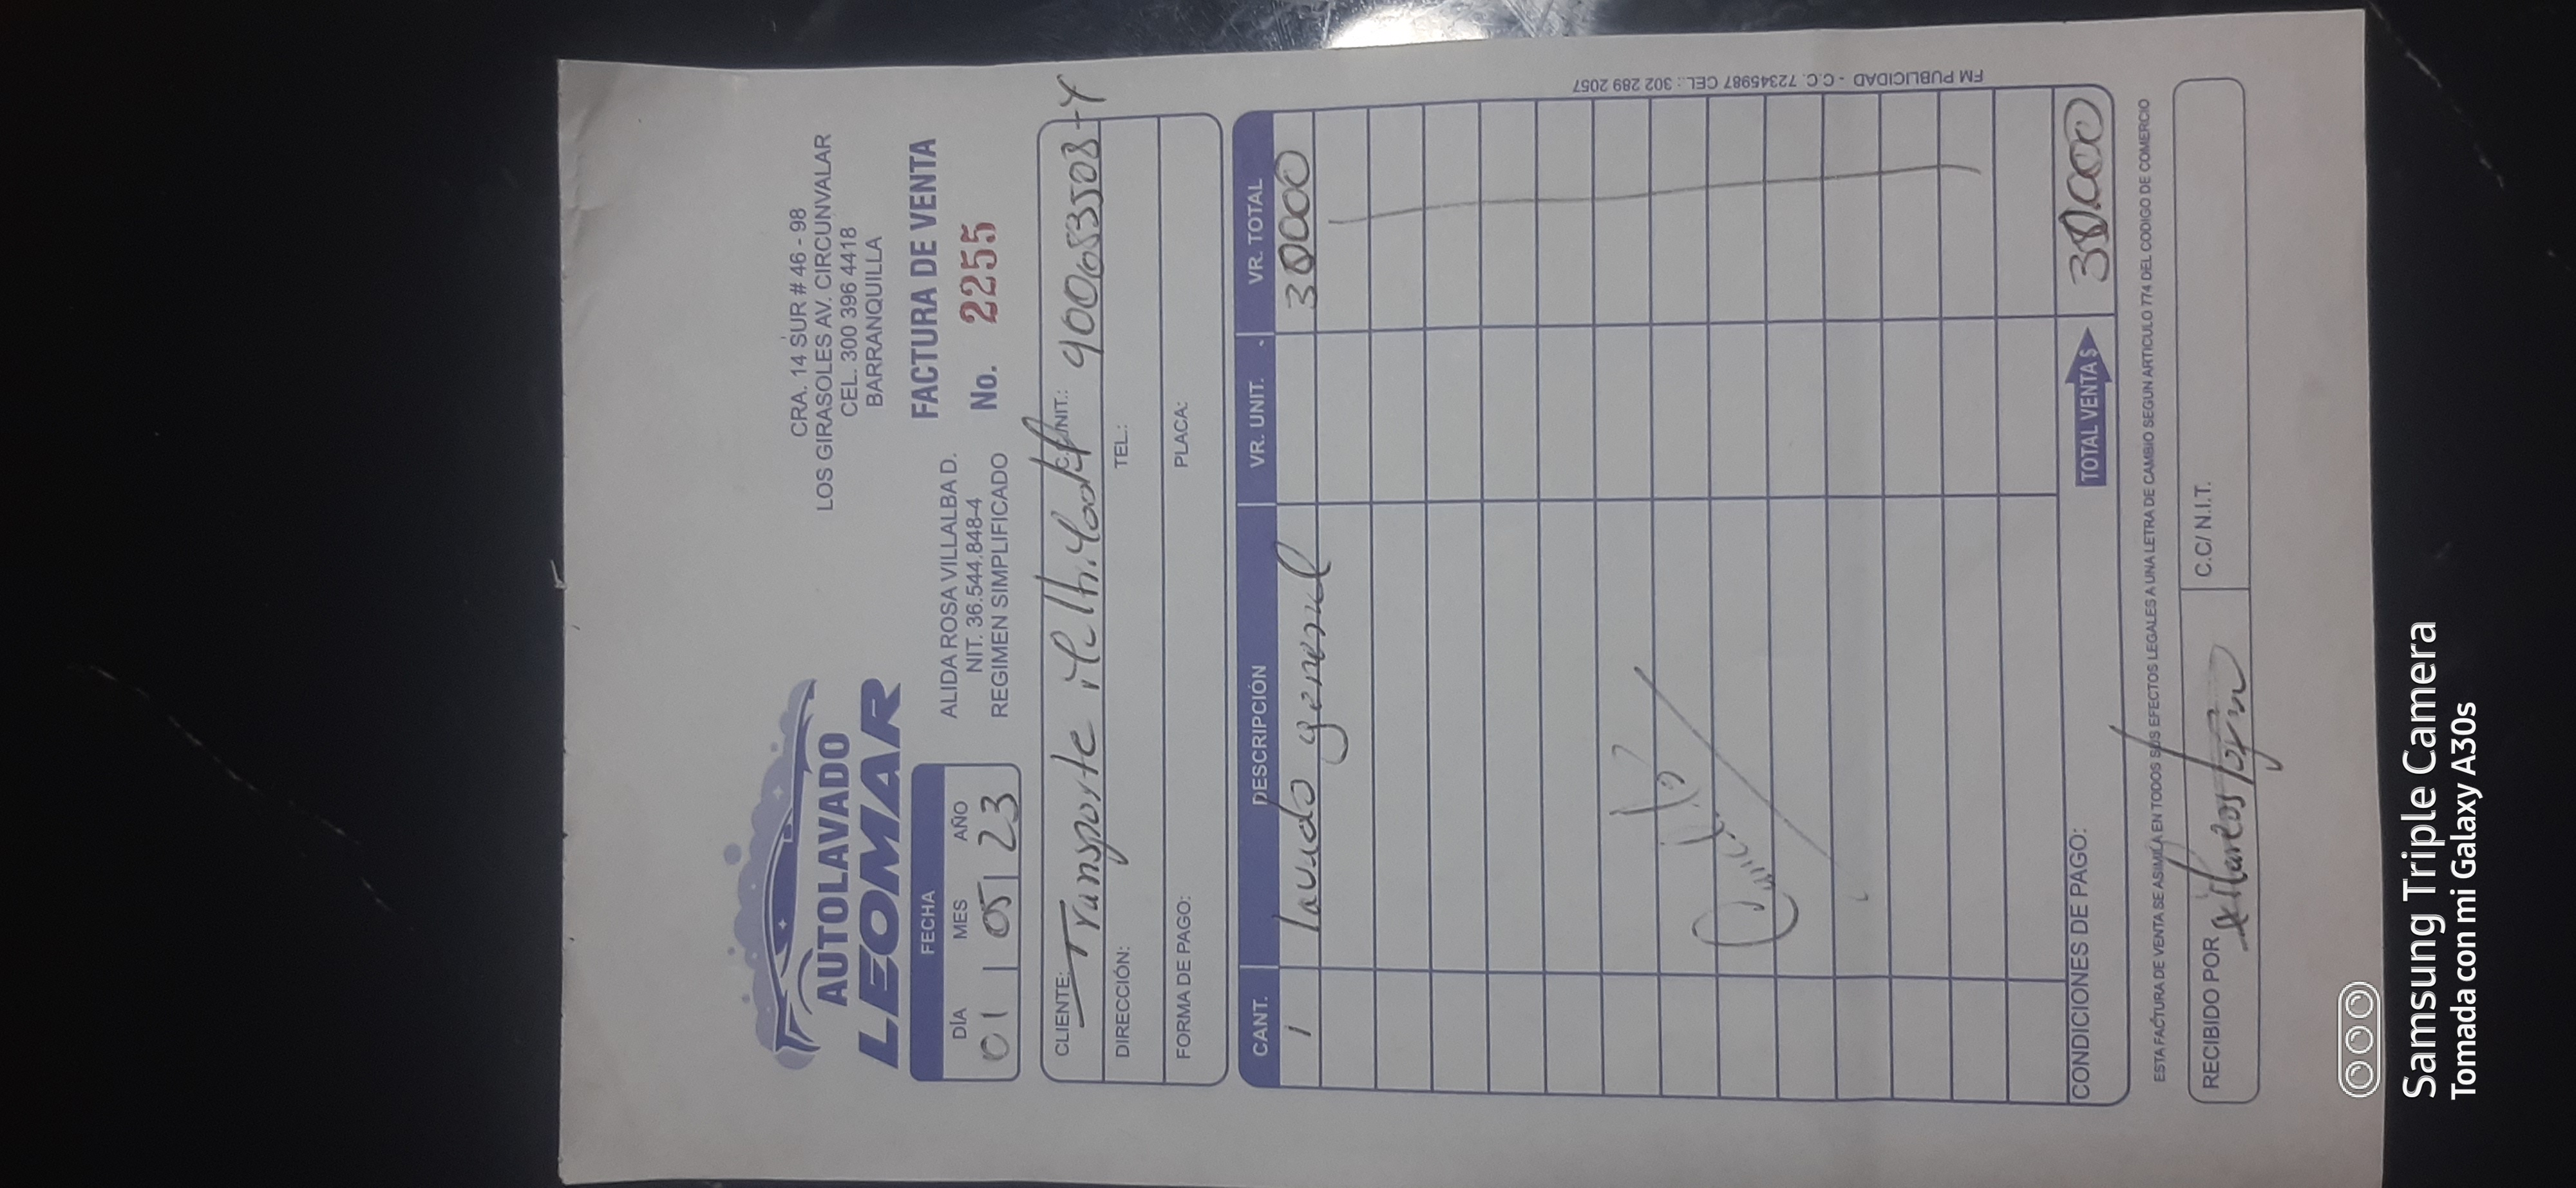 AUTOLAVADO
LEOMAR
CRA. 14 SUR # 46 - 98
LOS GIRASOLES AV. CIRCUNVALAR
CEL. 300 396 4418
BARRANQUILLA
FECHA
DÍA MES AÑO
01 05 23
ALIDA ROSA VILLALBA D.
NIT. 36.544.848-4
REGIMEN SIMPLIFICADO
FACTURA DE VENTA
No. 2255
CLIENTE: Transporte NIT.:
DIRECCIÓN: TEL.:
FORMA DE PAGO: PLACA:
CANT. DESCRIPCIÓN VR. UNIT. VR. TOTAL
1 lavado general 30000
CONDICIONES DE PAGO: TOTAL VENTA $
ESTA FACTURA DE VENTA SE ASIMILA EN TODOS SUS EFECTOS LEGALES A UNA LETRA DE CAMBIO SEGUN ARTICULO 774 DEL CODIGO DE COMERCIO
RECIBIDO POR C.C/ N.I.T.
FM PUBLICIDAD - C.C. 72345987 CEL.: 302 289 2057
Samsung Triple Camera
Tomada con mi Galaxy A30s